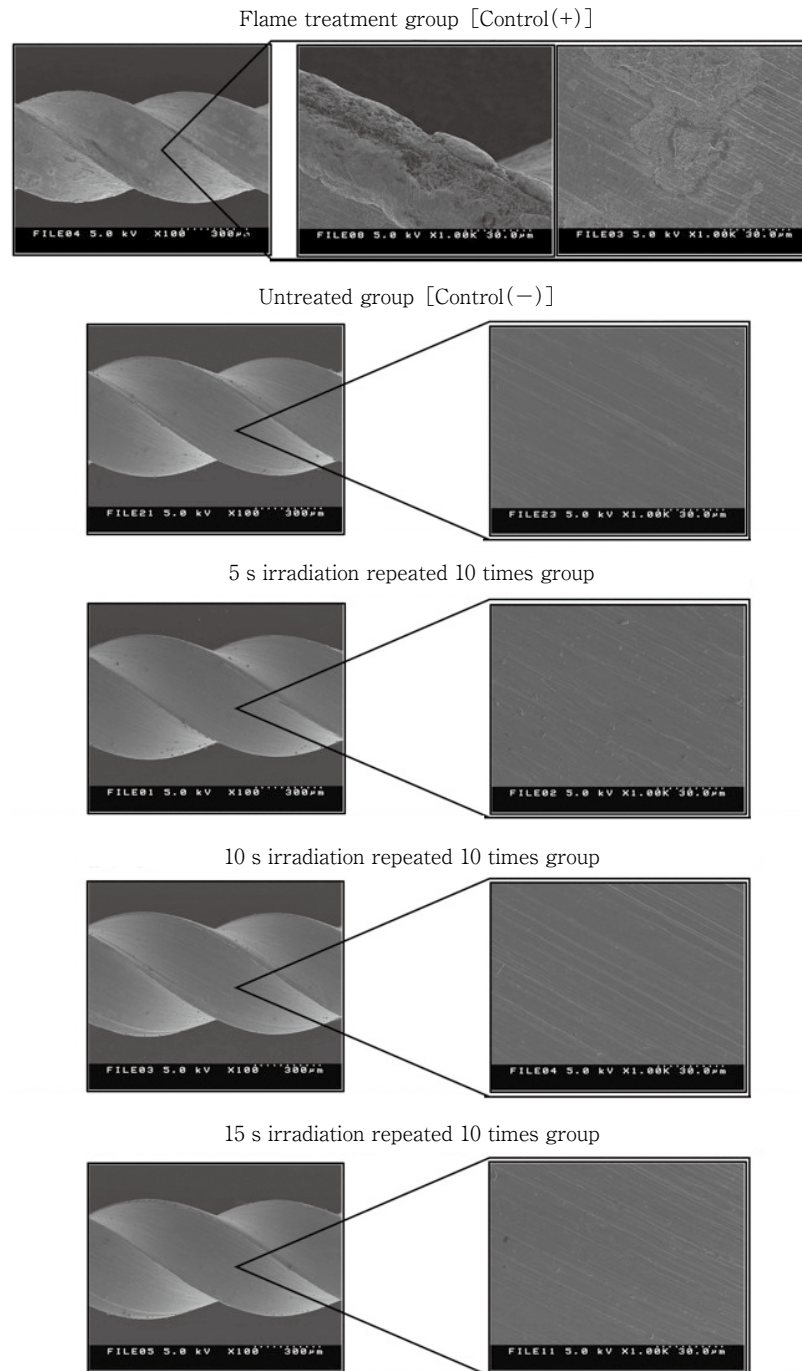 Flame treatment group [Control(+)]
FILE04 5.0 kV X100 300μm
FILE08 5.0 kV X1.00K 30.0μm
FILE03 5.0 kV X1.00K 30.0μm
Untreated group [Control(−)]
FILE21 5.0 kV X100 300μm
FILE23 5.0 kV X1.00K 30.0μm
5 s irradiation repeated 10 times group
FILE01 5.0 kV X100 300μm
FILE02 5.0 kV X1.00K 30.0μm
10 s irradiation repeated 10 times group
FILE03 5.0 kV X100 300μm
FILE04 5.0 kV X1.00K 30.0μm
15 s irradiation repeated 10 times group
FILE05 5.0 kV X100 300μm
FILE11 5.0 kV X1.00K 30.0μm